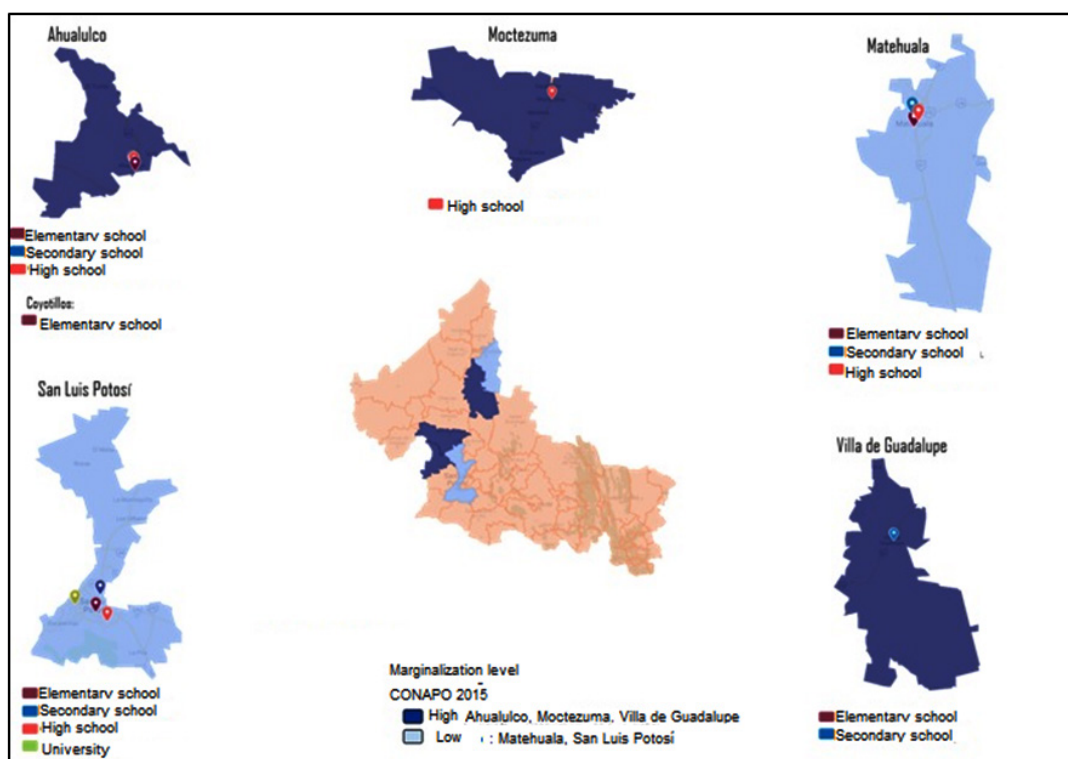 Ahualulco
Elementary school
Secondary school
High school
Coyotillos:
Elementary school
Moctezuma
High school
Matehuala
Matehuala
Elementary school
Secondary school
High school
San Luis Potosí
Elementary school
Secondary school
High school
University
Marginalization level
CONAPO 2015
High Ahualulco, Moctezuma, Villa de Guadalupe
Low : Matehuala, San Luis Potosí
Villa de Guadalupe
Elementary school
Secondary school